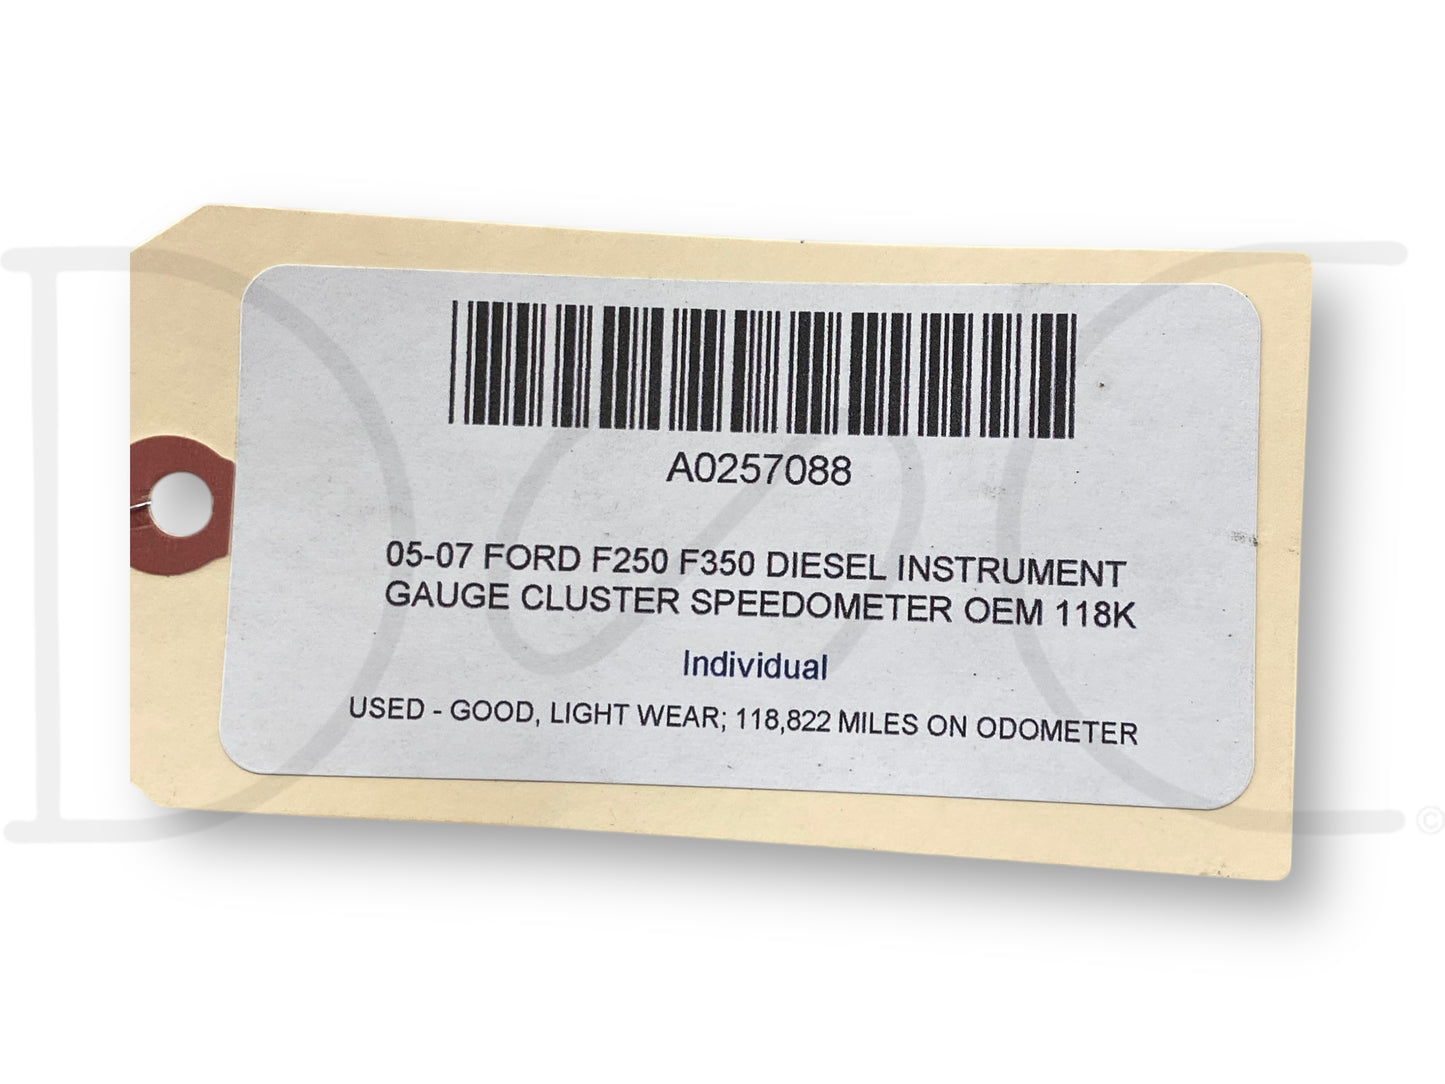 A0257088
05-07 FORD F250 F350 DIESEL INSTRUMENT
GAUGE CLUSTER SPEEDOMETER OEM 118K
Individual
USED - GOOD, LIGHT WEAR; 118,822 MILES ON ODOMETER
©